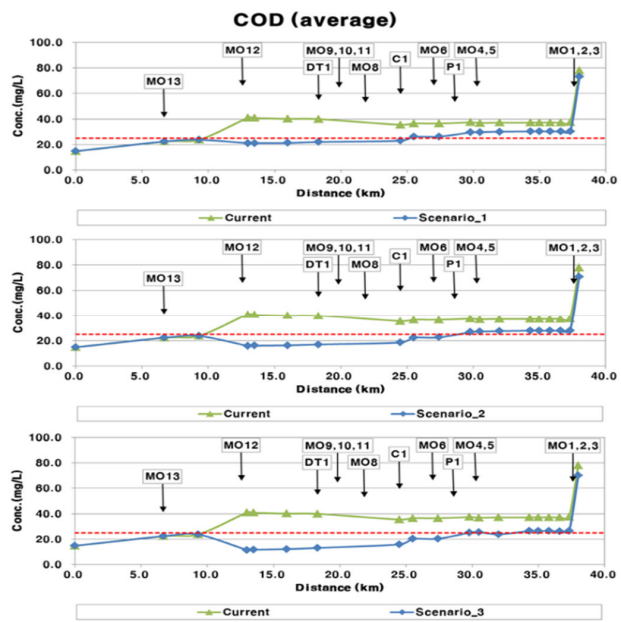 COD (average)
100.0
80.0
60.0
40.0
20.0
0.0
Conc.(mg/L)
MO13
MO12
MO9,10,11
DT1
MO8
C1
MO6
P1
MO4,5
MO1,2,3
0.0 5.0 10.0 15.0 20.0 25.0 30.0 35.0 40.0
Distance (km)
Current Scenario_1
100.0
80.0
60.0
40.0
20.0
0.0
Conc.(mg/L)
MO13
MO12
MO9,10,11
DT1
MO8
C1
MO6
P1
MO4,5
MO1,2,3
0.0 5.0 10.0 15.0 20.0 25.0 30.0 35.0 40.0
Distance (km)
Current Scenario_2
100.0
80.0
60.0
40.0
20.0
0.0
Conc.(mg/L)
MO13
MO12
MO9,10,11
DT1
MO8
C1
MO6
P1
MO4,5
MO1,2,3
0.0 5.0 10.0 15.0 20.0 25.0 30.0 35.0 40.0
Distance (km)
Current Scenario_3